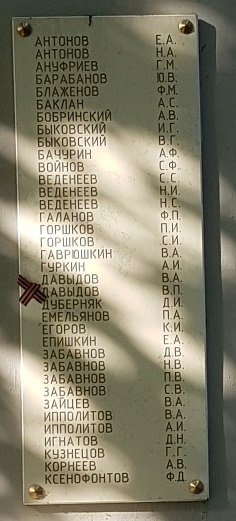 АНТОНОВ Е.А.
АНТОНОВ Н.А.
АНУФРИЕВ Г.М.
БАРАБАНОВ Ю.В.
БЛАЖЕНОВ Ф.М.
БАКЛАН А.С.
БОБРИНСКИЙ А.В.
БЫКОВСКИЙ И.Г.
БЫКОВСКИЙ В.Г.
БАЧУРИН А.Ф.
ВОЙНОВ С.Ф.
ВЕДЕНЕЕВ С.С.
ВЕДЕНЕЕВ Н.И.
ВЕДЕНЕЕВ Н.С.
ГАЛАНОВ Ф.П.
ГОРШКОВ П.И.
ГОРШКОВ С.И.
ГАВРЮШКИН В.А.
ГУРКИН А.И.
ДАВЫДОВ В.А.
ДАВЫДОВ В.П.
ДУБЕРНЯК Д.И.
ЕМЕЛЬЯНОВ П.А.
ЕГОРОВ К.И.
ЕПИШКИН Е.А.
ЗАБАВНОВ Д.В.
ЗАБАВНОВ Н.В.
ЗАБАВНОВ П.В.
ЗАБАВНОВ С.В.
ЗАЙЦЕВ В.А.
ИППОЛИТОВ В.А.
ИППОЛИТОВ А.И.
ИГНАТОВ Д.Н.
КУЗНЕЦОВ Г.Г.
КОРНЕЕВ А.В.
КСЕНОФОНТОВ Ф.Д.